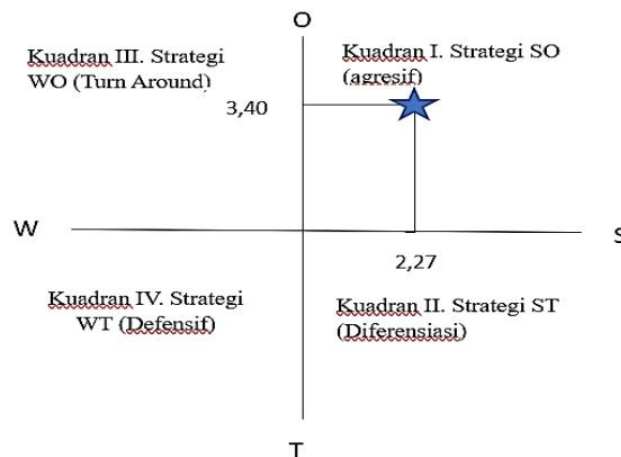 O
Kuadran III. Strategi
WO (Turn Around)
Kuadran I. Strategi SO
(agresif)
3,40
W
S
2,27
Kuadran IV. Strategi
WT (Defensif)
Kuadran II. Strategi ST
(Diferensiasi)
T